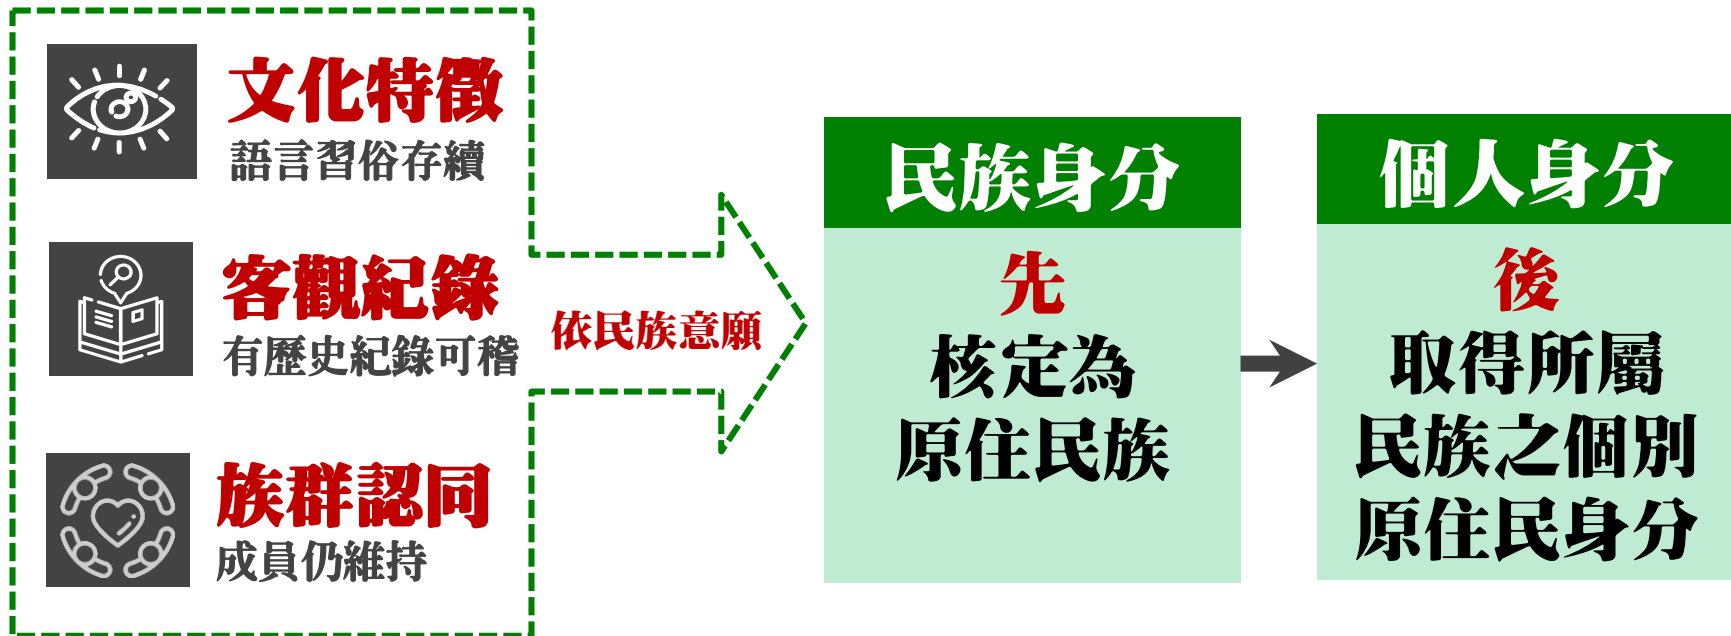 文化特徵
語言習俗存續
客觀紀錄
有歷史紀錄可稽
族群認同
成員仍維持
依民族意願
民族身分
先
核定為
原住民族
個人身分
後
取得所屬
民族之個別
原住民身分